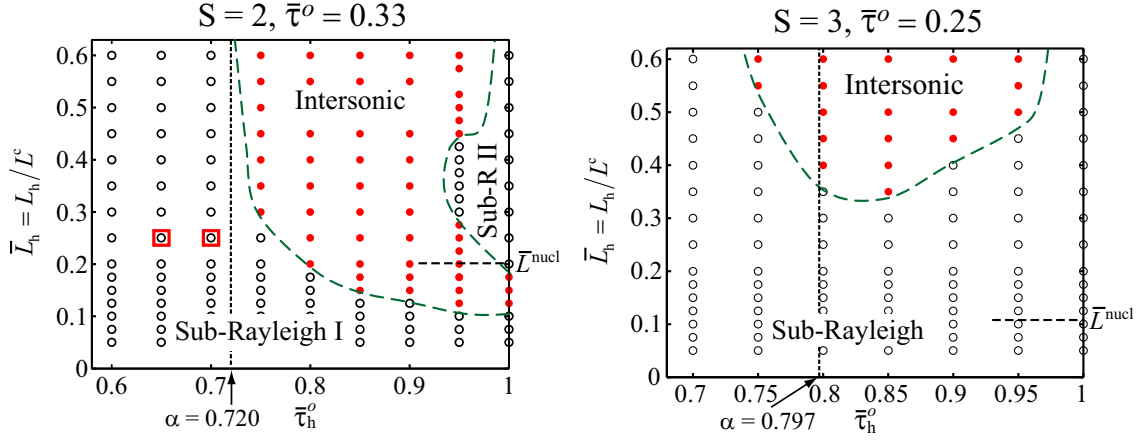 S = 2, τ̄ᵒ = 0.33
0.6
0.5
0.4
0.3
0.2
0.1
0
L̄h = Lh/Lᶜ
Intersonic
Sub-R II
L̄ⁿᵘᶜˡ
Sub-Rayleigh I
0.6 0.7 0.8 0.9 1
α = 0.720
τ̄hᵒ
S = 3, τ̄ᵒ = 0.25
0.6
0.5
0.4
0.3
0.2
0.1
0
L̄h = Lh/Lᶜ
Intersonic
L̄ⁿᵘᶜˡ
Sub-Rayleigh
0.7 0.75 0.8 0.85 0.9 0.95 1
α = 0.797
τ̄hᵒ